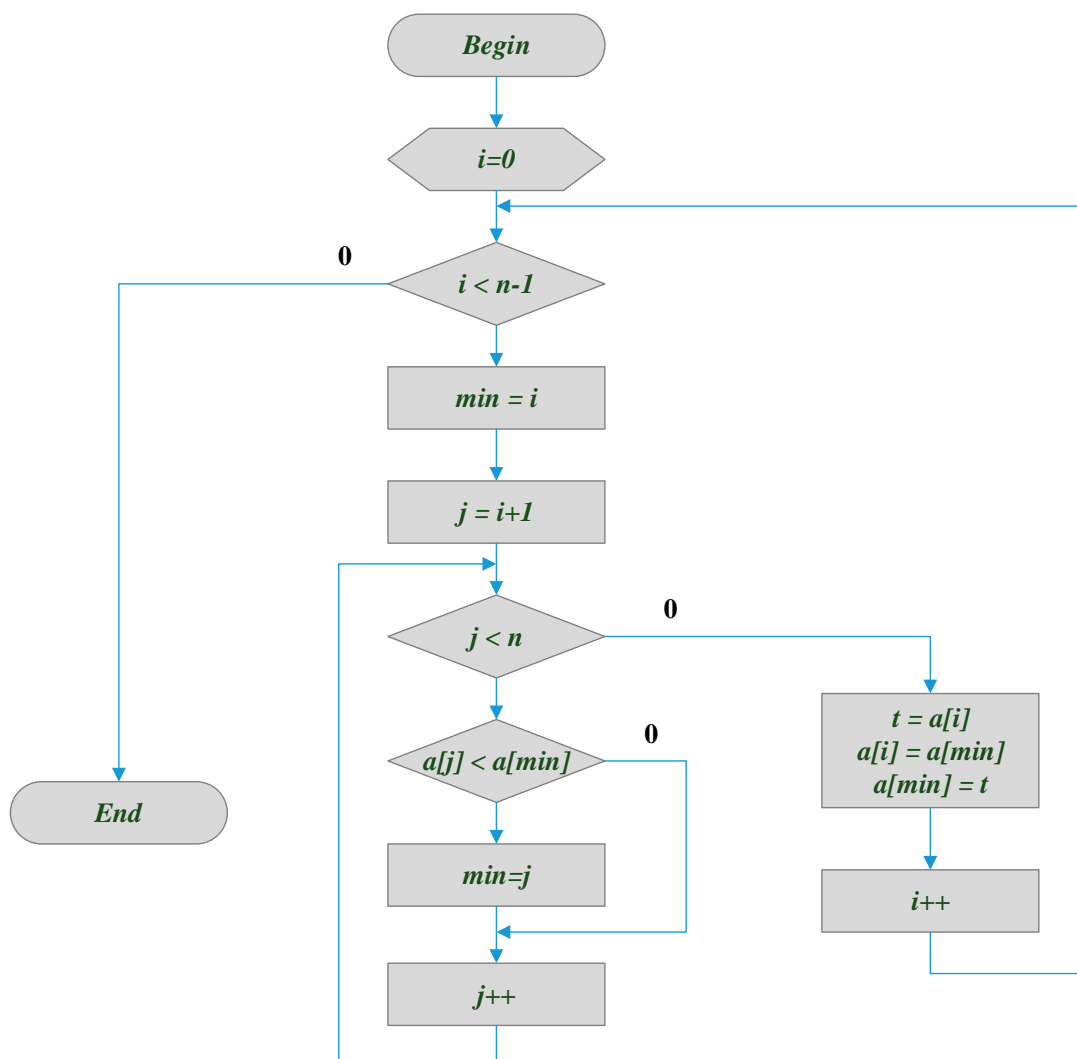 Begin
i=0
0
i < n-1
min = i
j = i+1
0
j < n
0
a[j] < a[min]
t = a[i]
a[i] = a[min]
a[min] = t
End
min=j
i++
j++